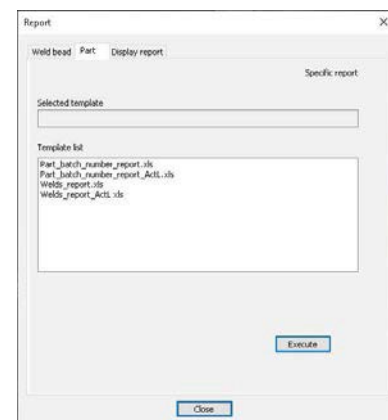 Report
Weld bead Part Display report
Specific report
Selected template
Template list
Part_batch_number_report.xls
Part_batch_number_report_ActL.xls
Welds_report.xls
Welds_report_ActL.xls
Execute
Close